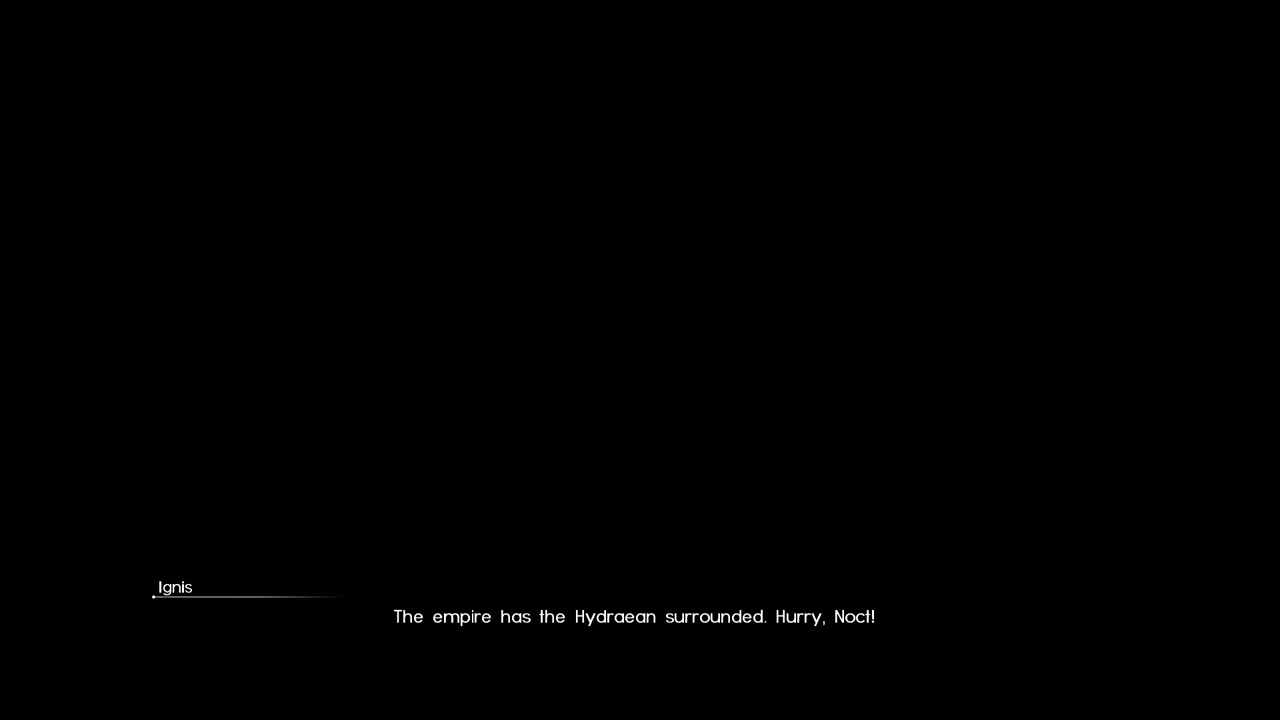 Ignis
The empire has the Hydraean surrounded. Hurry, Noct!